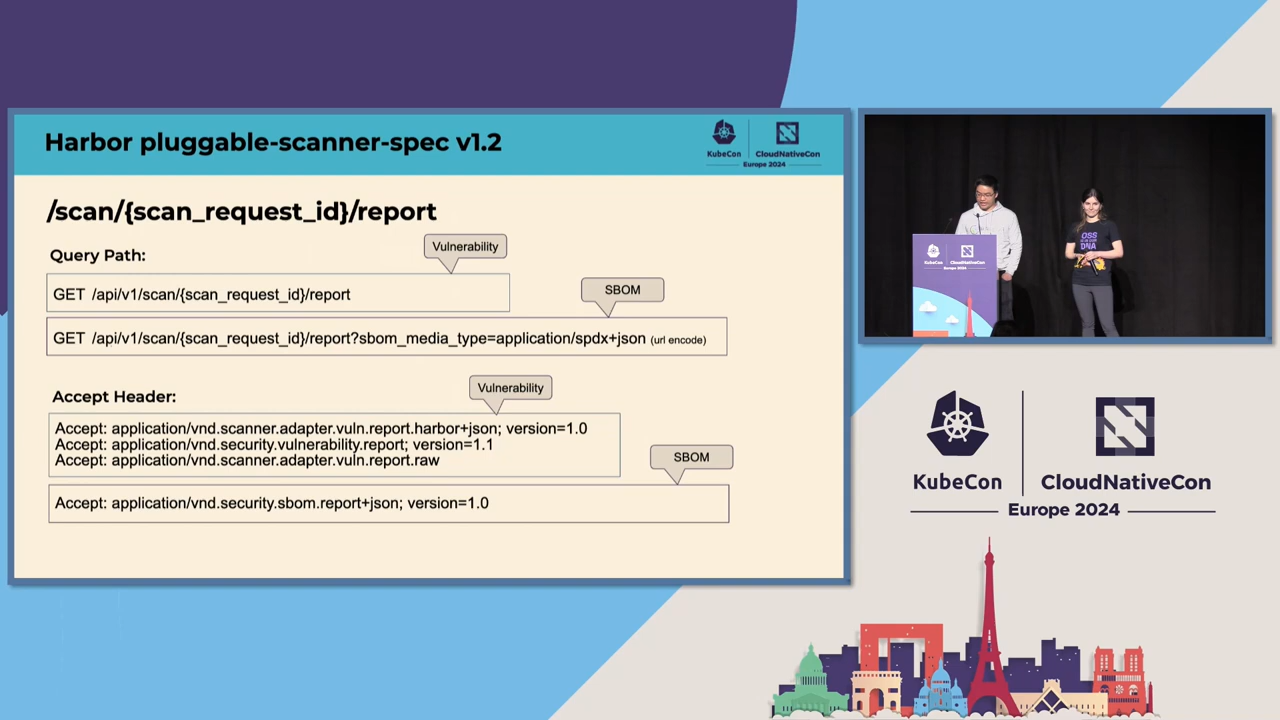 Harbor pluggable-scanner-spec v1.2
KubeCon
CloudNativeCon
Europe 2024
/scan/{scan_request_id}/report
Query Path:
Vulnerability
GET /api/v1/scan/{scan_request_id}/report
SBOM
GET /api/v1/scan/{scan_request_id}/report?sbom_media_type=application/spdx+json (url encode)
Accept Header:
Vulnerability
Accept: application/vnd.scanner.adapter.vuln.report.harbor+json; version=1.0
Accept: application/vnd.security.vulnerability.report; version=1.1
Accept: application/vnd.scanner.adapter.vuln.report.raw
SBOM
Accept: application/vnd.security.sbom.report+json; version=1.0
OSS
DNA
KubeCon
CloudNativeCon
KubeCon
CloudNativeCon
Europe 2024